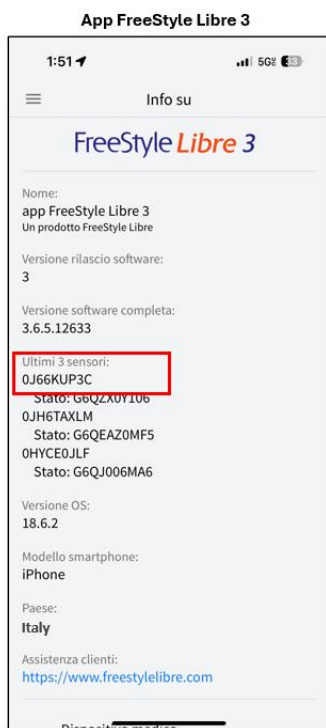 App FreeStyle Libre 3
1:51
5G 33
Info su
FreeStyle Libre 3
Nome:
app FreeStyle Libre 3
Un prodotto FreeStyle Libre
Versione rilascio software:
3
Versione software completa:
3.6.5.12633
Ultimi 3 sensori:
0J66KUP3C
Stato: G6QZX0Y106
0JH6TAXLM
Stato: G6QEAZ0MF5
0HYCE0JLF
Stato: G6QJ006MA6
Versione OS:
18.6.2
Modello smartphone:
iPhone
Paese:
Italy
Assistenza clienti:
https://www.freestylelibre.com